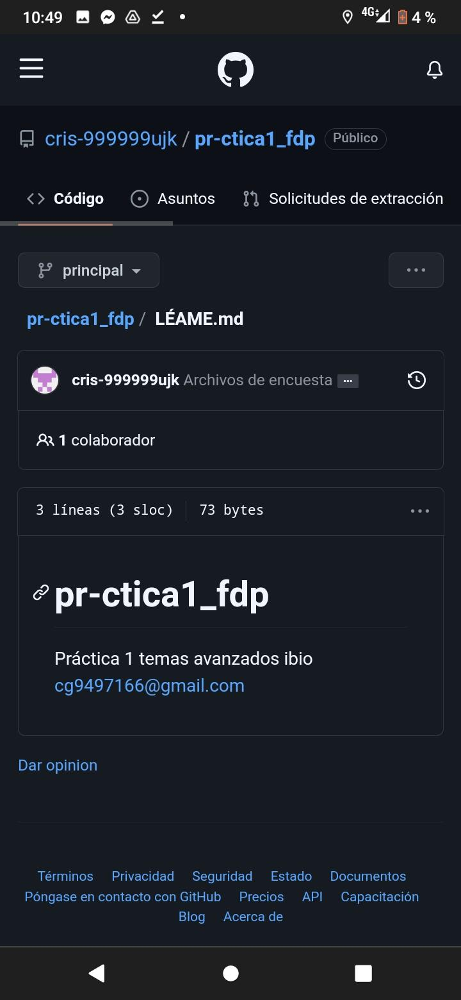 10:49 4G 4 %
cris-999999ujk / pr-ctica1_fdp Público
Código Asuntos Solicitudes de extracción
principal
pr-ctica1_fdp / LÉAME.md
cris-999999ujk Archivos de encuesta ...
1 colaborador
3 líneas (3 sloc) 73 bytes
pr-ctica1_fdp
Práctica 1 temas avanzados ibio
cg9497166@gmail.com
Dar opinion
Términos Privacidad Seguridad Estado Documentos
Póngase en contacto con GitHub Precios API Capacitación
Blog Acerca de